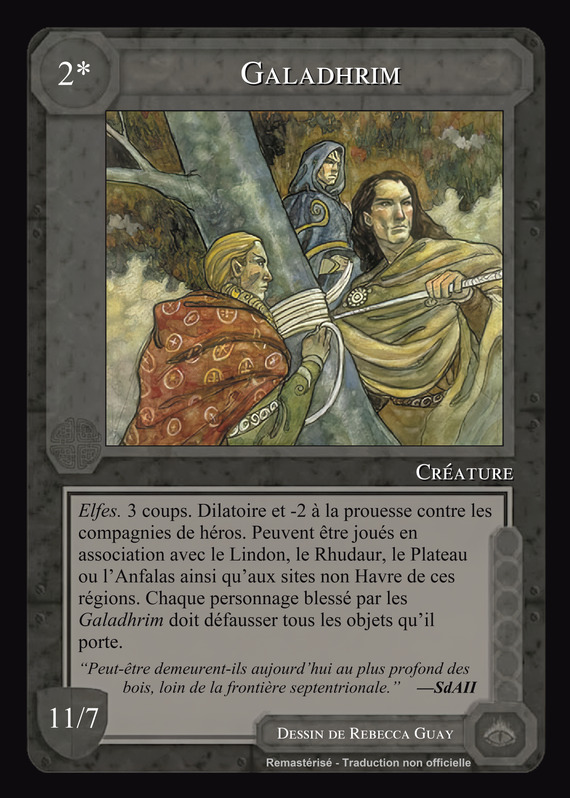 2*
GALADHRIM
CRÉATURE
Elfes. 3 coups. Dilatoire et -2 à la prouesse contre les
compagnies de héros. Peuvent être joués en
association avec le Lindon, le Rhudaur, le Plateau
ou l’Anfalas ainsi qu’aux sites non Havre de ces
régions. Chaque personnage blessé par les
Galadhrim doit défausser tous les objets qu’il
porte.
“Peut-être demeurent-ils aujourd’hui au plus profond des
bois, loin de la frontière septentrionale.” —SdAII
11/7
DESSIN DE REBECCA GUAY
Remastérisé - Traduction non officielle